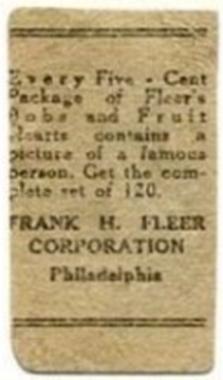 Every Five - Cent
Package of Fleer's
Bobs and Fruit
Hearts contains a
picture of a famous
person. Get the com-
plete set of 120.
FRANK H. FLEER
CORPORATION
Philadelphia